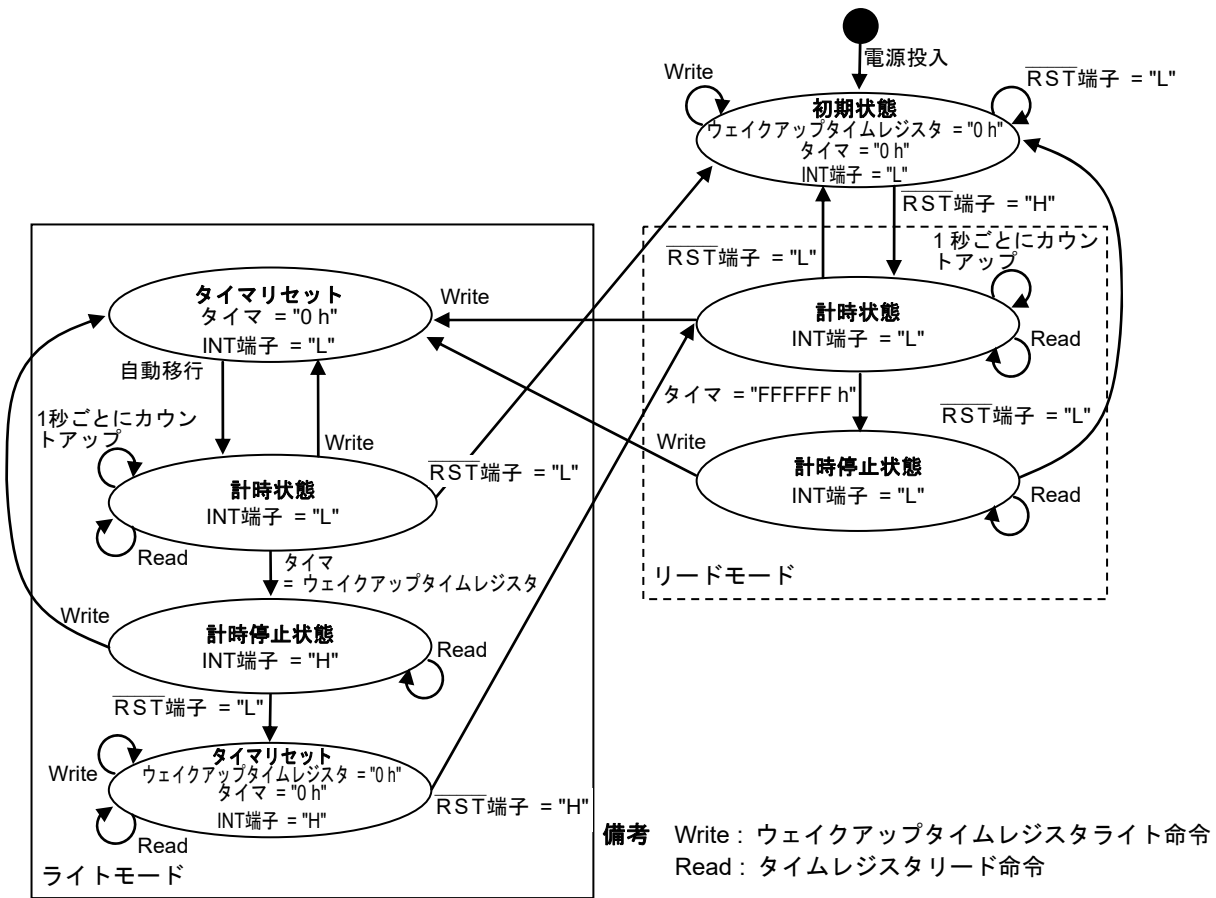 電源投入
Write
RST端子 = "L"
初期状態
ウェイクアップタイムレジスタ = "0 h"
タイマ = "0 h"
INT端子 = "L"
RST端子 = "H"
RST端子 = "L"
1 秒ごとにカウン
トアップ
計時状態
INT端子 = "L"
Read
タイマ = "FFFFFF h"
RST端子 = "L"
Write
計時停止状態
INT端子 = "L"
Read
リードモード
タイマリセット
タイマ = "0 h"
INT端子 = "L"
Write
自動移行
1秒ごとにカウン
トアップ
Write
RST端子 = "L"
計時状態
INT端子 = "L"
Read
タイマ
= ウェイクアップタイムレジスタ
Write
計時停止状態
INT端子 = "H"
Read
RST端子 = "L"
タイマリセット
ウェイクアップタイムレジスタ = "0 h"
タイマ = "0 h"
INT端子 = "H"
Write
Read
RST端子 = "H"
ライトモード
備考 Write : ウェイクアップタイムレジスタライト命令
Read : タイムレジスタリード命令